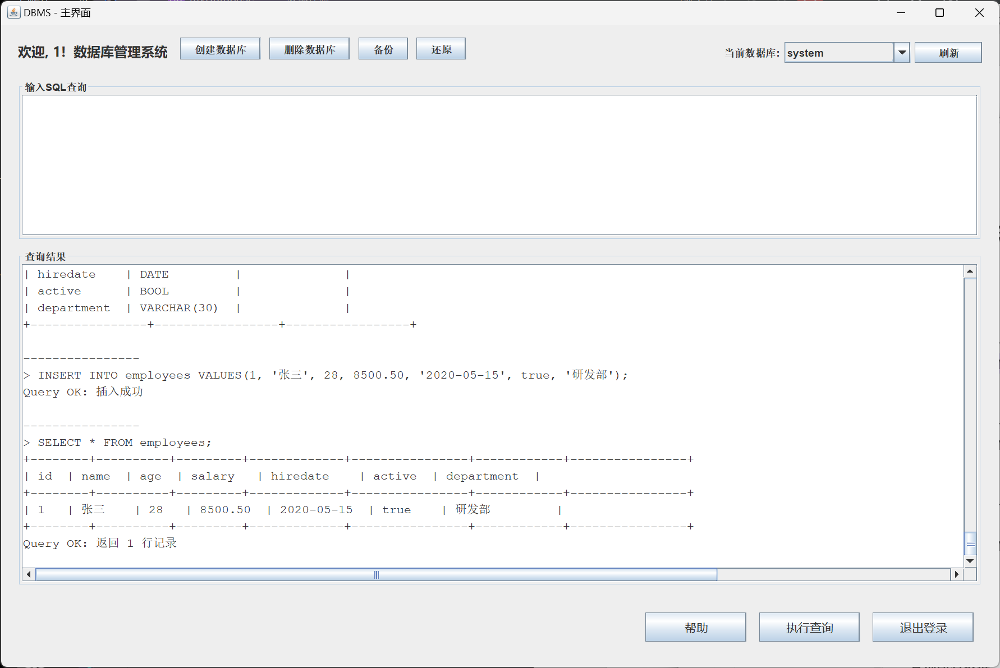 DBMS - 主界面
欢迎, 1! 数据库管理系统 创建数据库 删除数据库 备份 还原 当前数据库: system 刷新
输入SQL查询
查询结果
| hiredate    | DATE         |              |
| active      | BOOL         |              |
| department  | VARCHAR(30)  |              |
+----------------+-----------------+-----------------+
----------------
> INSERT INTO employees VALUES(1, '张三', 28, 8500.50, '2020-05-15', true, '研发部');
Query OK: 插入成功
----------------
> SELECT * FROM employees;
+--------+----------+---------+-------------+----------------+------------+----------------+
| id  | name  | age  | salary   | hiredate    | active  | department  |
+--------+----------+---------+-------------+----------------+------------+----------------+
| 1   | 张三    | 28   | 8500.50  | 2020-05-15  | true    | 研发部         |
+--------+----------+---------+-------------+----------------+------------+----------------+
Query OK: 返回 1 行记录
帮助 执行查询 退出登录